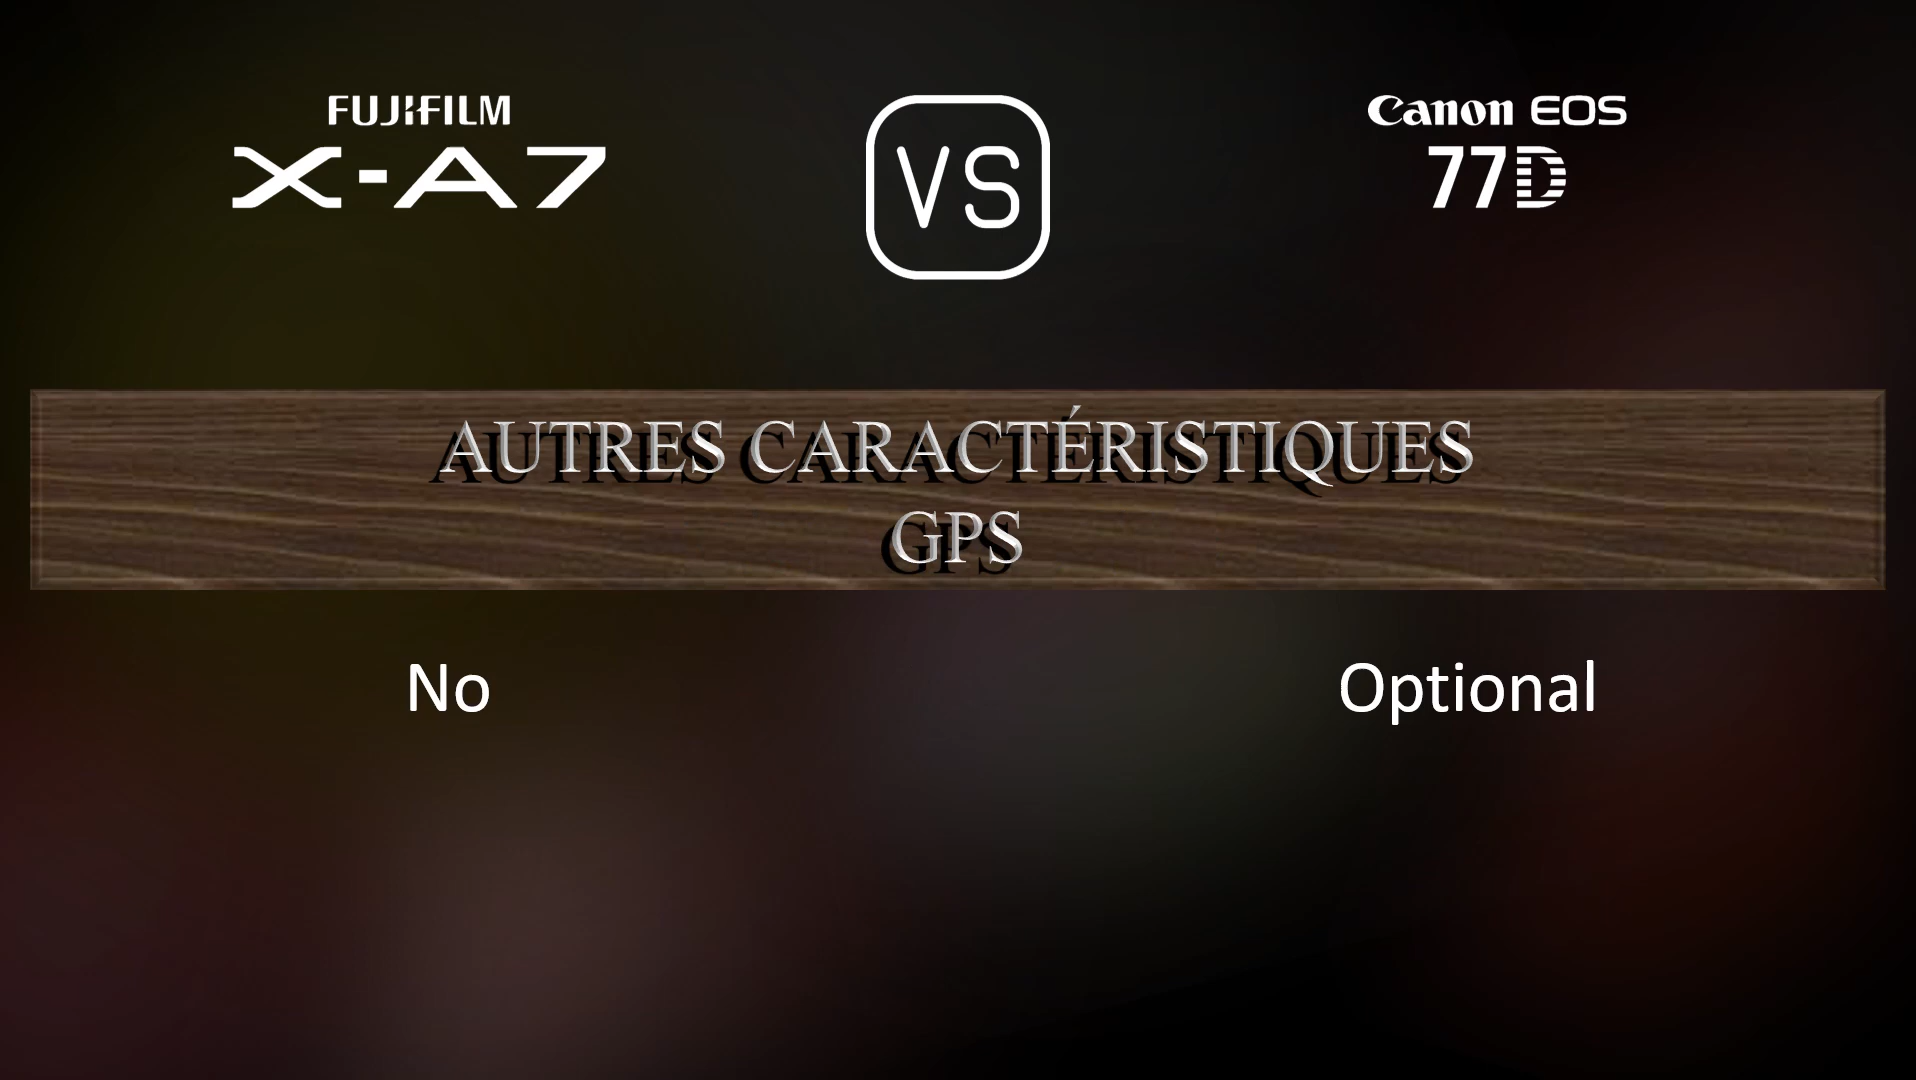 FUJIFILM
X-A7
VS
Canon EOS
77D
AUTRES CARACTÉRISTIQUES
GPS
No
Optional